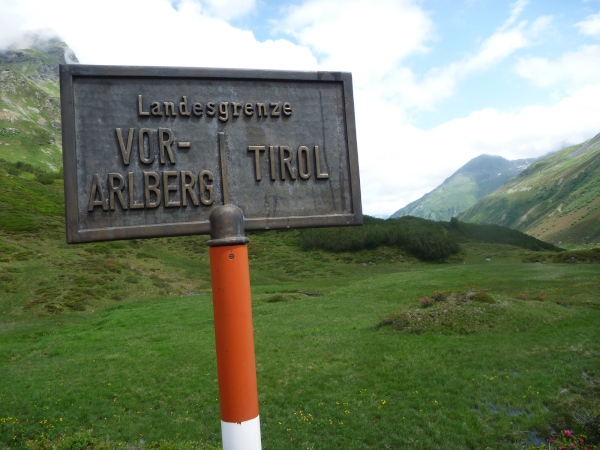 Landesgrenze
VOR-
ARLBERG
TIROL